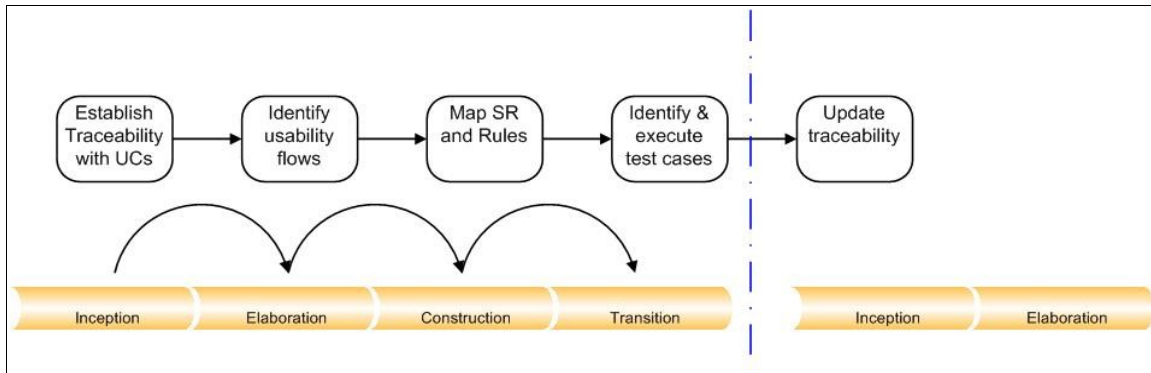 Establish
Traceability
with UCs
Identify
usability
flows
Map SR
and Rules
Identify &
execute
test cases
Update
traceability
Inception
Elaboration
Construction
Transition
Inception
Elaboration